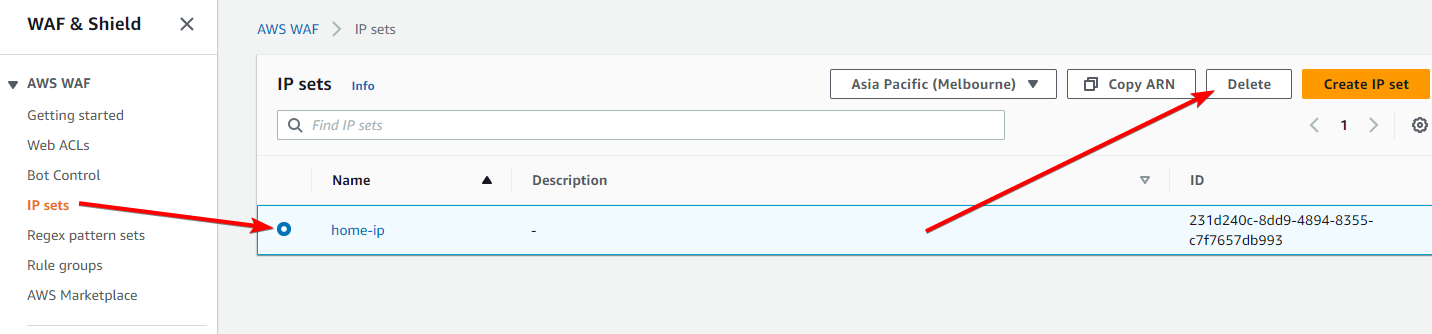 WAF & Shield
AWS WAF
Getting started
Web ACLs
Bot Control
IP sets
Regex pattern sets
Rule groups
AWS Marketplace
AWS WAF > IP sets
IP sets Info
Asia Pacific (Melbourne)
Copy ARN
Delete
Create IP set
Find IP sets
1
Name Description ID
home-ip - 231d240c-8dd9-4894-8355-
c7f7657db993